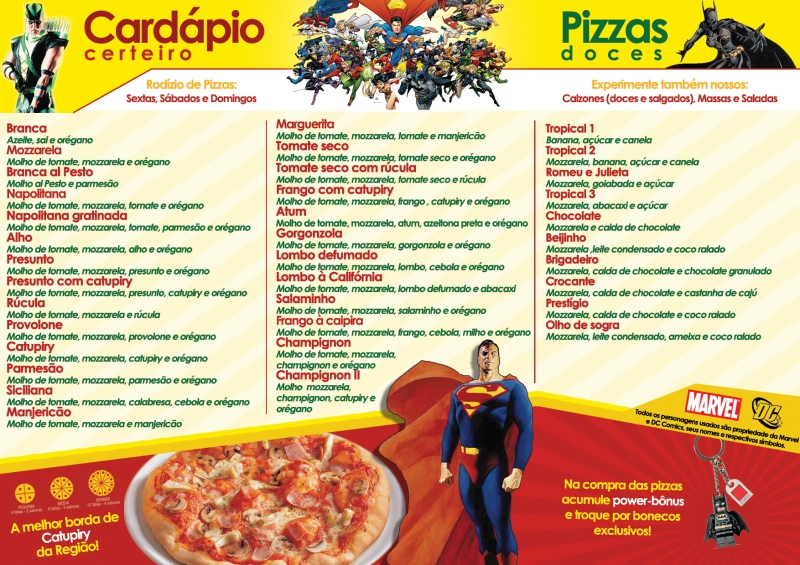 Cardápio
certeiro
Pizzas
doces
Rodízio de Pizzas:
Sextas, Sábados e Domingos
Experimente também nossos:
Calzones (doces e salgados), Massas e Saladas
Branca
Azeite, sal e orégano
Mozzarela
Molho de tomate, mozzarela e orégano
Branca al Pesto
Molho al Pesto e parmesão
Napolitana
Molho de tomate, mozzarela, tomate e orégano
Napolitana gratinada
Molho de tomate, mozzarela, tomate, parmesão e orégano
Alho
Molho de tomate, mozzarela, alho e orégano
Presunto
Molho de tomate, mozzarela, presunto e orégano
Presunto com catupiry
Molho de tomate, mozzarela, presunto, catupiry e orégano
Rúcula
Molho de tomate, mozzarela e rúcula
Provolone
Molho de tomate, mozzarela, provolone e orégano
Catupiry
Molho de tomate, mozzarela, catupiry e orégano
Parmesão
Molho de tomate, mozzarela, parmesão e orégano
Siciliana
Molho de tomate, mozzarela, calabresa, cebola e orégano
Manjericão
Molho de tomate, mozzarela e manjericão
Marguerita
Molho de tomate, mozzarela, tomate e manjericão
Tomate seco
Molho de tomate, mozzarela, tomate seco e orégano
Tomate seco com rúcula
Molho de tomate, mozzarela, tomate seco e rúcula
Frango com catupiry
Molho de tomate, mozzarela, frango , catupiry e orégano
Atum
Molho de tomate, mozzarela, atum, azeitona preta e orégano
Gorgonzola
Molho de tomate, mozzarela, gorgonzola e orégano
Lombo defumado
Molho de tomate, mozzarela, lombo, cebola e orégano
Lombo à Califórnia
Molho de tomate, mozzarela, lombo defumado e abacaxi
Salaminho
Molho de tomate, mozzarela, salaminho e orégano
Frango à caipira
Molho de tomate, mozzarela, frango, cebola, milho e orégano
Champignon
Molho de tomate, mozzarela,
champignon e orégano
Champignon II
Molho mozzarela,
champignon, catupiry e
orégano
Tropical 1
Banana, açúcar e canela
Tropical 2
Mozzarela, banana, açúcar e canela
Romeu e Julieta
Mozzarela, goiabada e açúcar
Tropical 3
Mozzarela, abacaxi e açúcar
Chocolate
Mozzarela e calda de chocolate
Beijinho
Mozzarela ,leite condensado e coco ralado
Brigadeiro
Mozzarela, calda de chocolate e chocolate granulado
Crocante
Mozzarela, calda de chocolate e castanha de cajú
Prestígio
Mozzarela, calda de chocolate e coco ralado
Olho de sogra
Mozzarela, leite condensado, ameixa e coco ralado
MARVEL
DC
Todos os personagens usados são propriedade da Marvel
e DC Comics, seus nomes e respectivos símbolos.
A melhor borda de
Catupiry
da Região!
Na compra das pizzas
acumule power-bônus
e troque por bonecos
exclusivos!